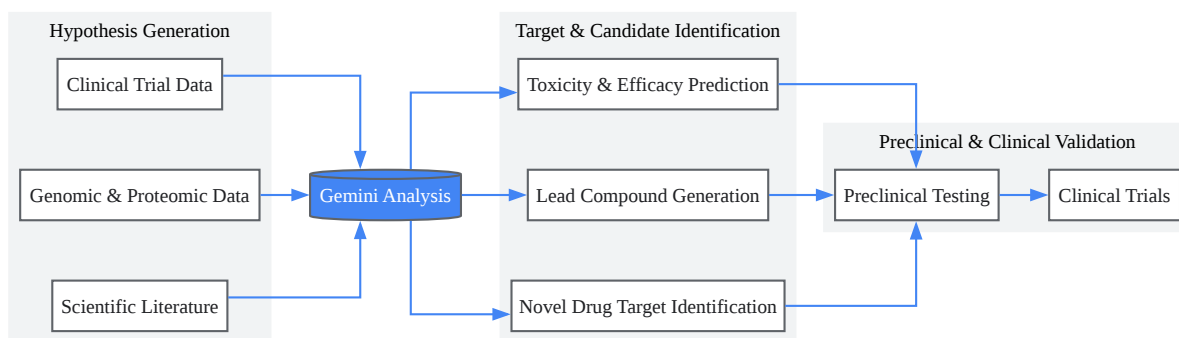 Hypothesis Generation
Clinical Trial Data
Genomic & Proteomic Data
Scientific Literature
Gemini Analysis
Target & Candidate Identification
Toxicity & Efficacy Prediction
Lead Compound Generation
Novel Drug Target Identification
Preclinical & Clinical Validation
Preclinical Testing
Clinical Trials